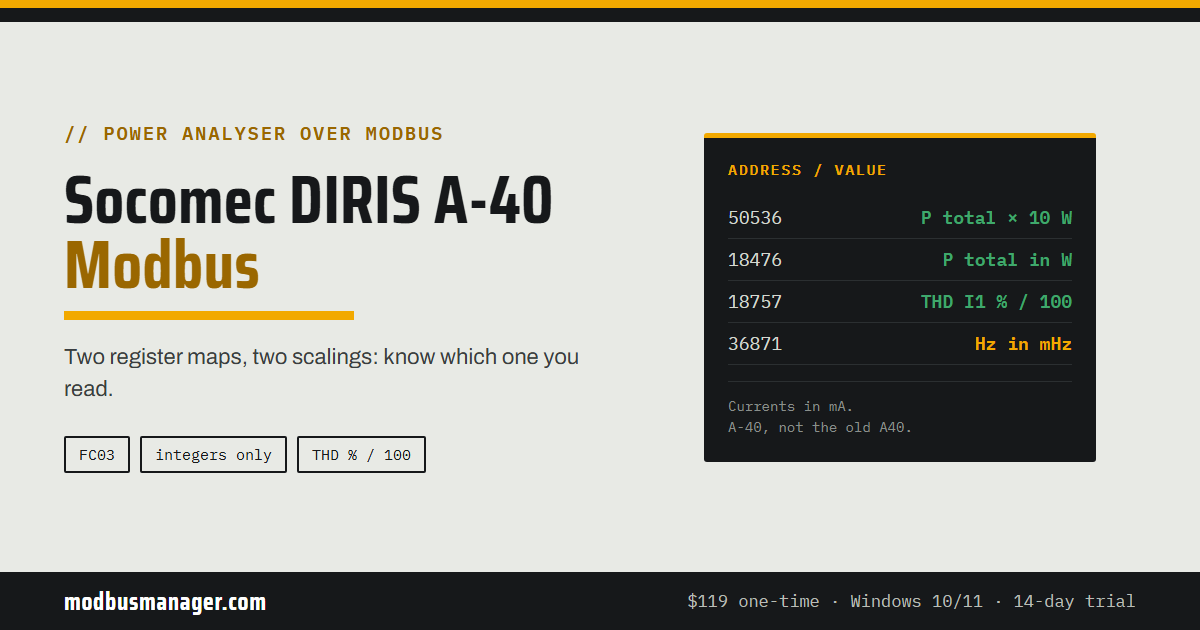 // POWER ANALYSER OVER MODBUS
Socomec DIRIS A-40
Modbus
Two register maps, two scalings: know which one you
read.
FC03
integers only
THD % / 100
ADDRESS / VALUE
50536 P total × 10 W
18476 P total in W
18757 THD I1 % / 100
36871 Hz in mHz
Currents in mA.
A-40, not the old A40.
modbusmanager.com
$119 one-time · Windows 10/11 · 14-day trial